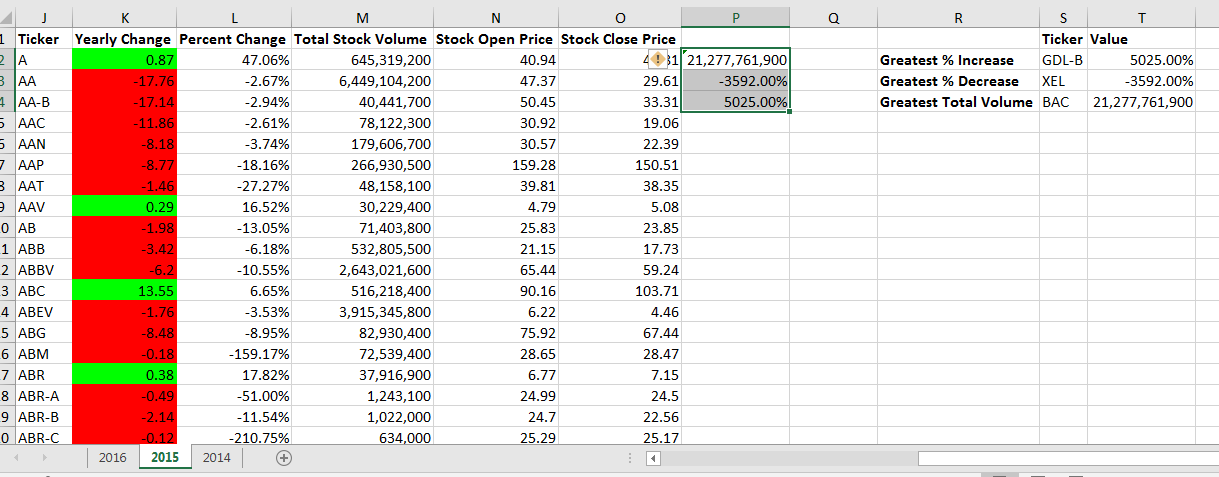 J K L M N O P Q R S T
1 Ticker Yearly Change Percent Change Total Stock Volume Stock Open Price Stock Close Price Ticker Value
2 A 0.87 47.06% 645,319,200 40.94 31 21,277,761,900 Greatest % Increase GDL-B 5025.00%
3 AA -17.76 -2.67% 6,449,104,200 47.37 29.61 -3592.00% Greatest % Decrease XEL -3592.00%
4 AA-B -17.14 -2.94% 40,441,700 50.45 33.31 5025.00% Greatest Total Volume BAC 21,277,761,900
5 AAC -11.86 -2.61% 78,122,300 30.92 19.06
6 AAN -8.18 -3.74% 179,606,700 30.57 22.39
7 AAP -8.77 -18.16% 266,930,500 159.28 150.51
8 AAT -1.46 -27.27% 48,158,100 39.81 38.35
9 AAV 0.29 16.52% 30,229,400 4.79 5.08
0 AB -1.98 -13.05% 71,403,800 25.83 23.85
1 ABB -3.42 -6.18% 532,805,500 21.15 17.73
2 ABBV -6.2 -10.55% 2,643,021,600 65.44 59.24
3 ABC 13.55 6.65% 516,218,400 90.16 103.71
4 ABEV -1.76 -3.53% 3,915,345,800 6.22 4.46
5 ABG -8.48 -8.95% 82,930,400 75.92 67.44
6 ABM -0.18 -159.17% 72,539,400 28.65 28.47
7 ABR 0.38 17.82% 37,916,900 6.77 7.15
8 ABR-A -0.49 -51.00% 1,243,100 24.99 24.5
9 ABR-B -2.14 -11.54% 1,022,000 24.7 22.56
0 ABR-C -0.12 -210.75% 634,000 25.29 25.17
2016 2015 2014